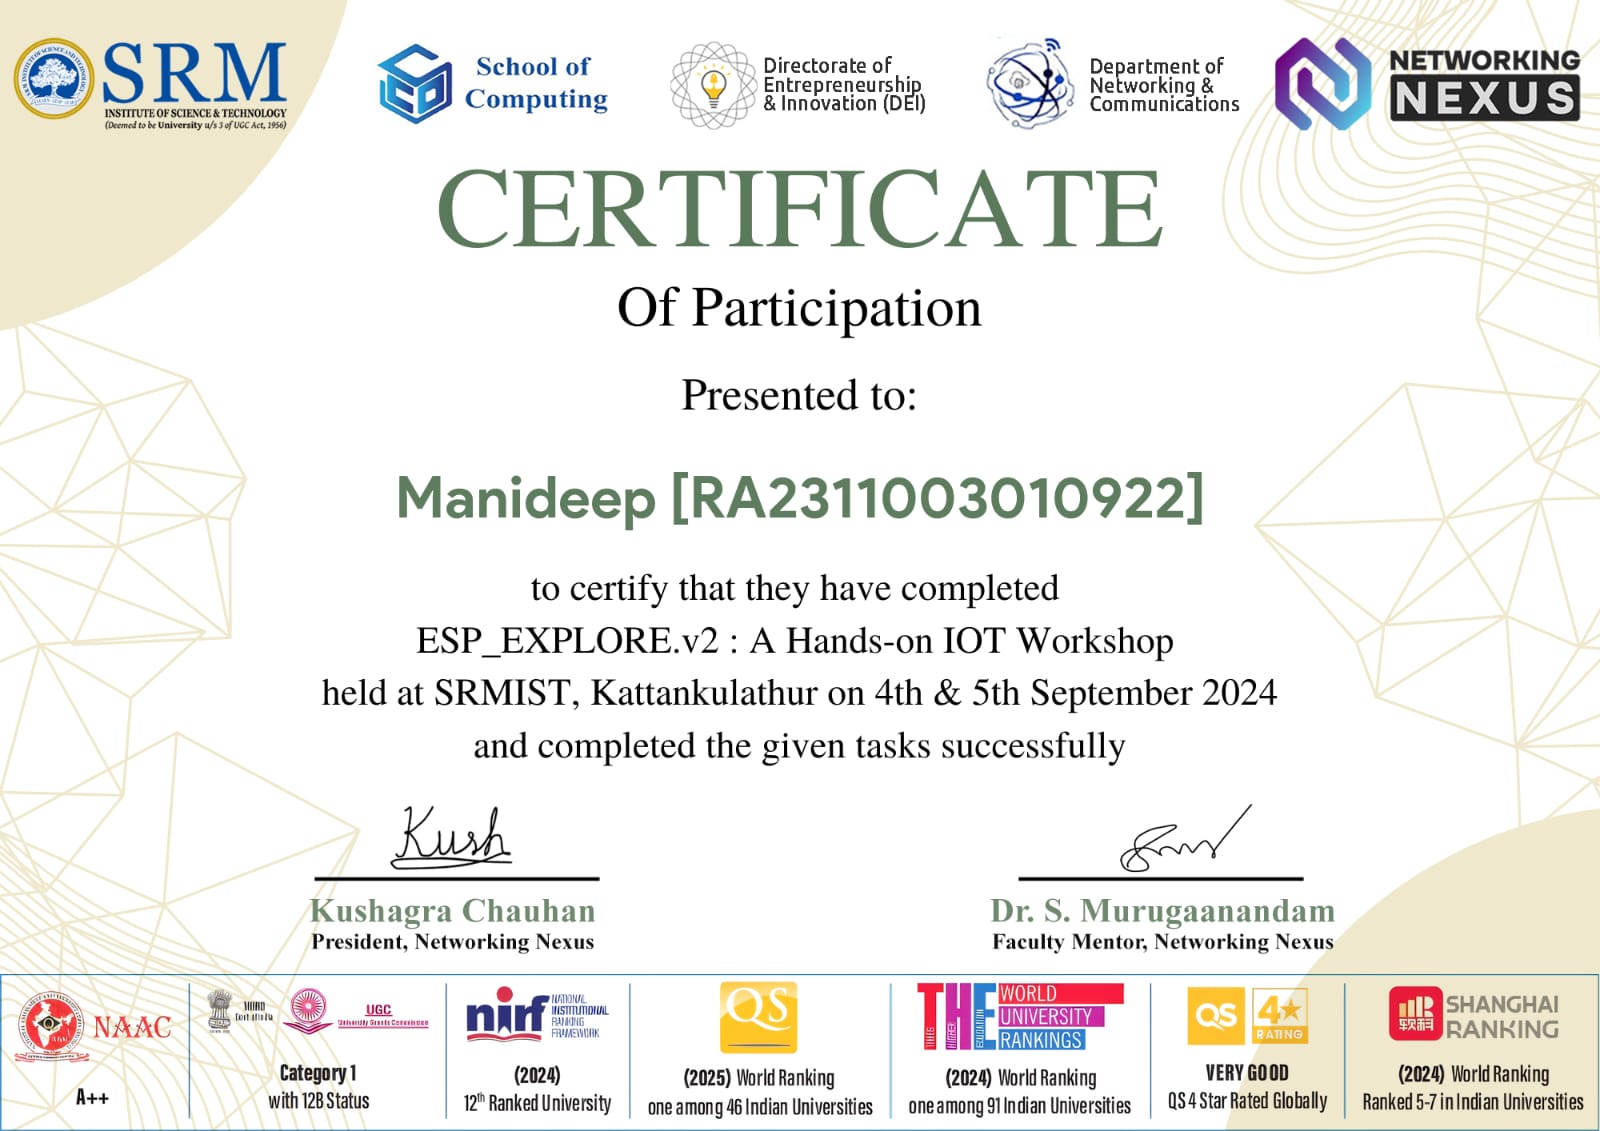 SRM
INSTITUTE OF SCIENCE & TECHNOLOGY
(Deemed to be University u/s 3 of UGC Act, 1956)
School of
Computing
Directorate of
Entrepreneurship
& Innovation (DEI)
Department of
Networking &
Communications
NETWORKING
NEXUS
CERTIFICATE
Of Participation
Presented to:
Manideep [RA2311003010922]
to certify that they have completed
ESP_EXPLORE.v2 : A Hands-on IOT Workshop
held at SRMIST, Kattankulathur on 4th & 5th September 2024
and completed the given tasks successfully
Kush
Kushagra Chauhan
President, Networking Nexus
Dr. S. Murugaanandam
Faculty Mentor, Networking Nexus
NAAC
A++
UGC
University Grants Commission
Category 1
with 12B Status
nirf
NATIONAL
INSTITUTIONAL
RANKING
FRAMEWORK
(2024)
12th Ranked University
QS
(2025) World Ranking
one among 46 Indian Universities
THE
WORLD
UNIVERSITY
RANKINGS
(2024) World Ranking
one among 91 Indian Universities
QS 4★
RATING
VERY GOOD
QS 4 Star Rated Globally
软科
SHANGHAI
RANKING
(2024) World Ranking
Ranked 5-7 in Indian Universities